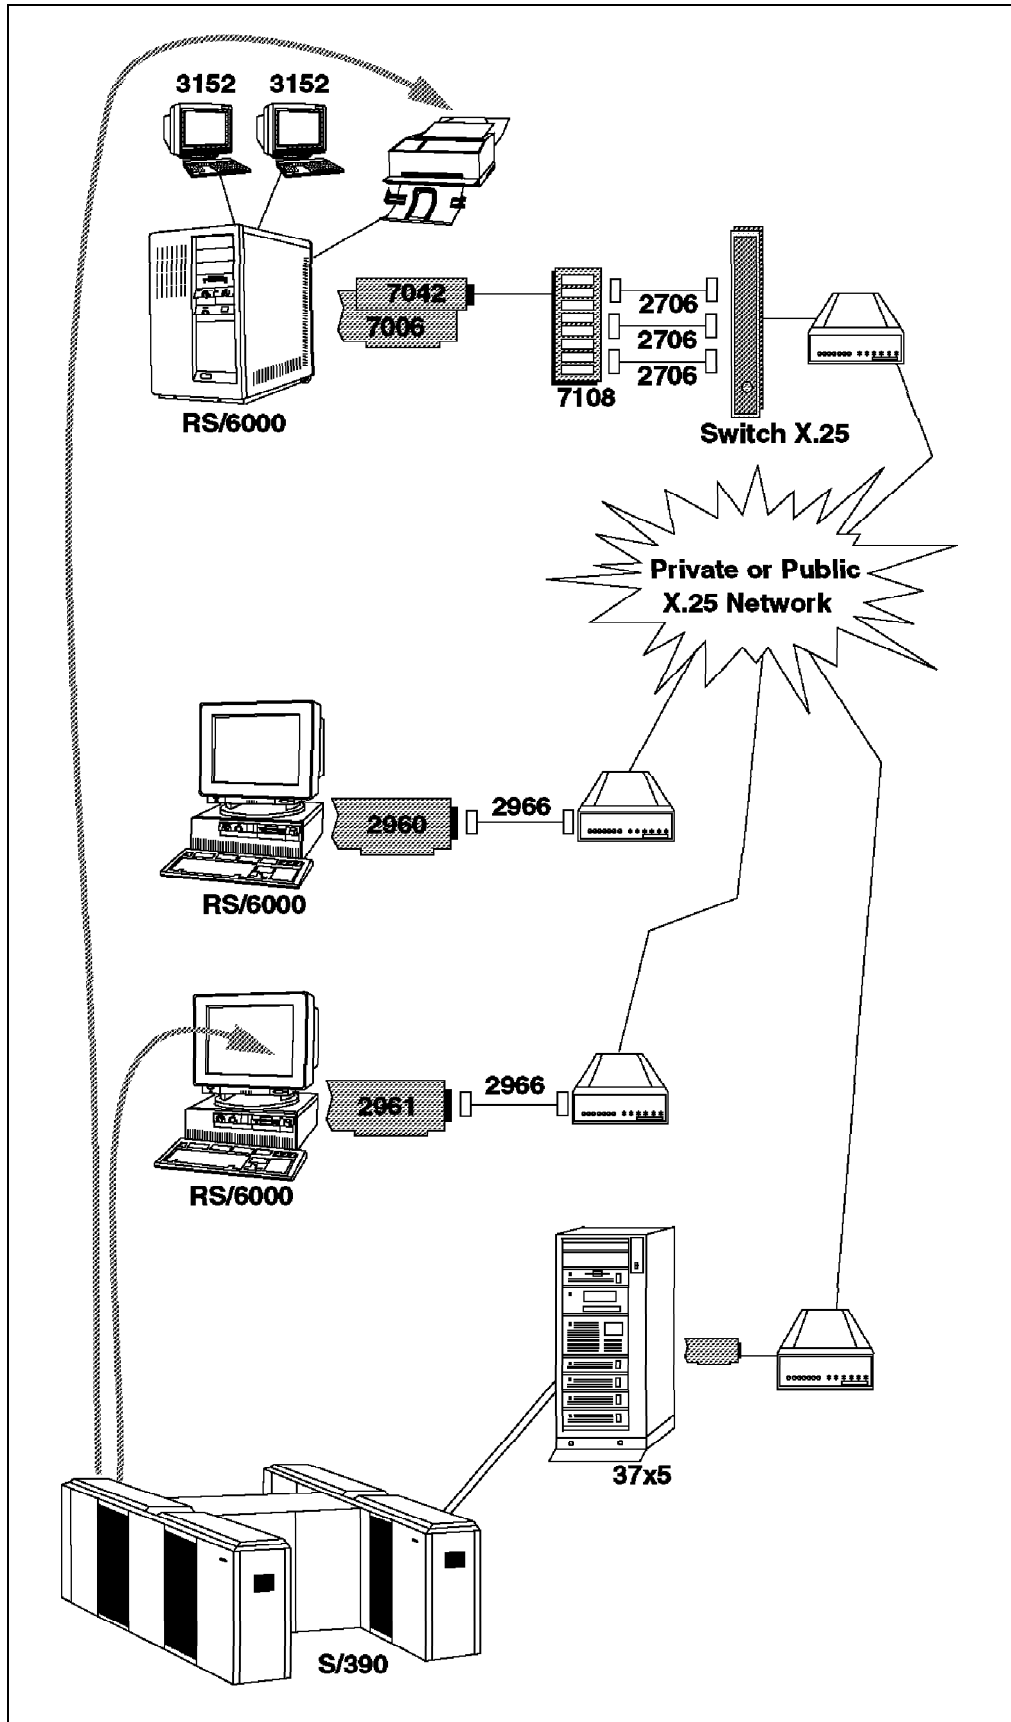 3152 3152
7042
7006
2706
2706
2706
7108
RS/6000
Switch X.25
Private or Public
X.25 Network
2960
2966
RS/6000
2961
2966
RS/6000
37x5
S/390